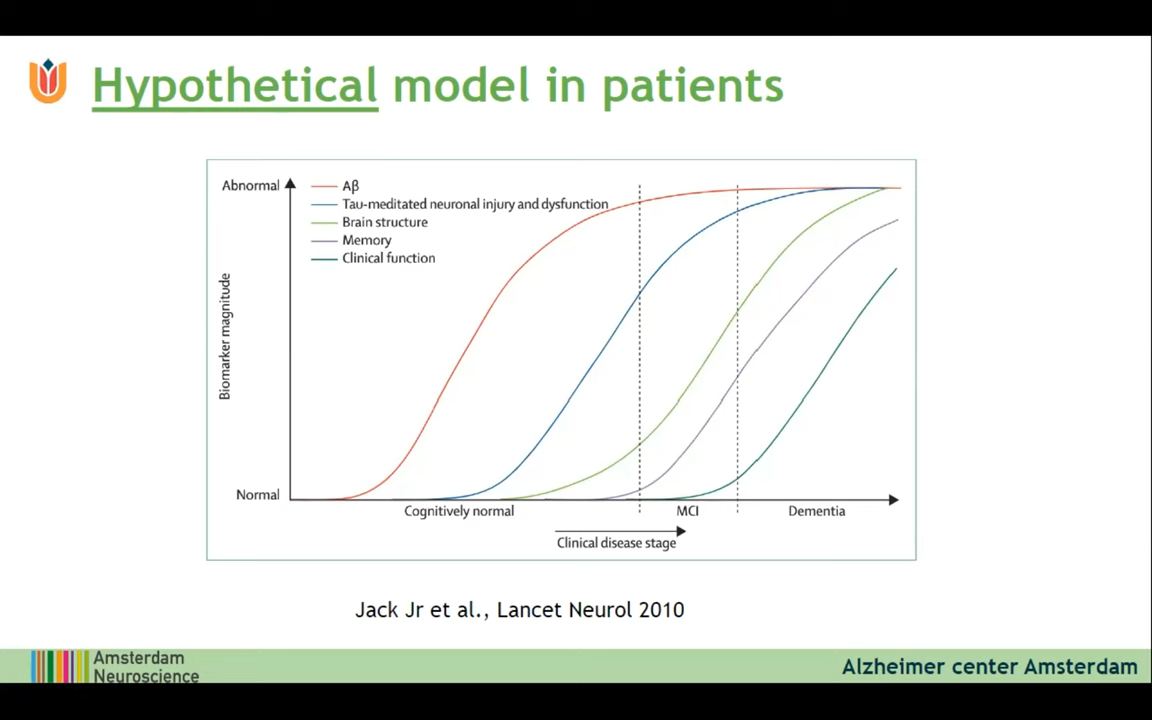 Hypothetical model in patients
Abnormal
Aβ
Tau-meditated neuronal injury and dysfunction
Brain structure
Memory
Clinical function
Biomarker magnitude
Normal
Cognitively normal
MCI
Dementia
Clinical disease stage
Jack Jr et al., Lancet Neurol 2010
Amsterdam
Neuroscience
Alzheimer center Amsterdam